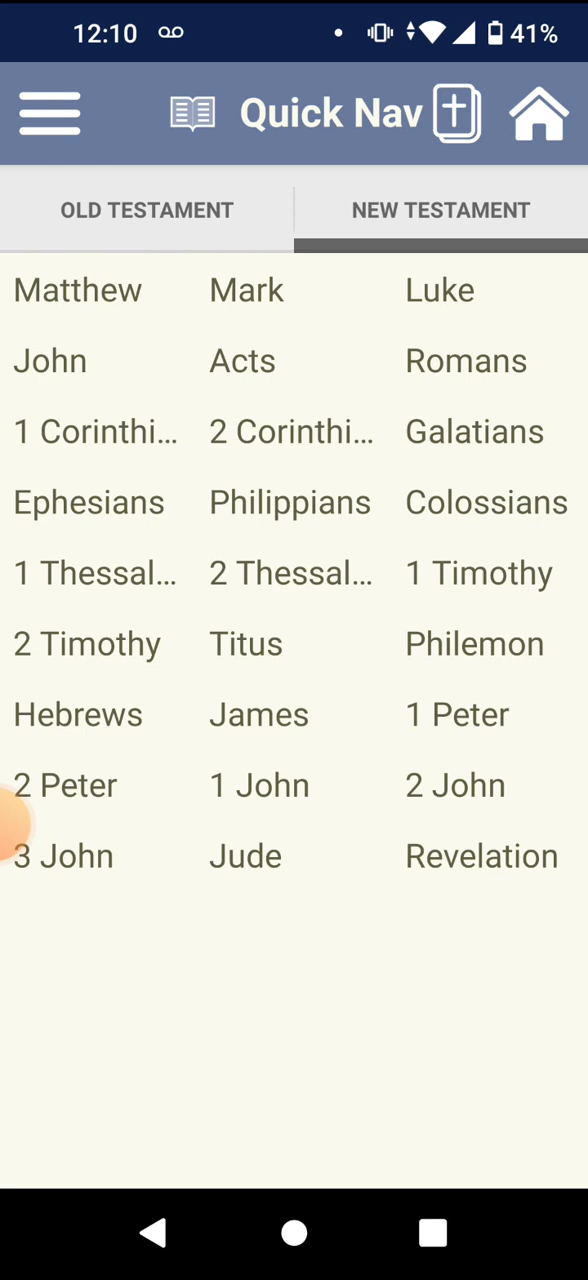 12:10 41%
Quick Nav
OLD TESTAMENT NEW TESTAMENT
Matthew Mark Luke
John Acts Romans
1 Corinthi... 2 Corinthi... Galatians
Ephesians Philippians Colossians
1 Thessal... 2 Thessal... 1 Timothy
2 Timothy Titus Philemon
Hebrews James 1 Peter
2 Peter 1 John 2 John
3 John Jude Revelation